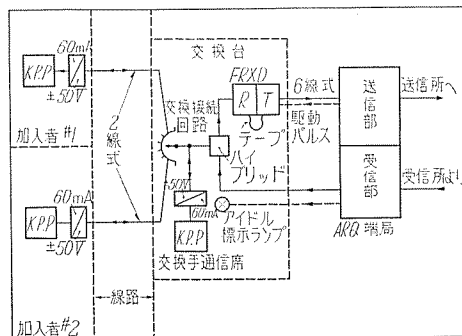 60mA
K.P.P
±50V
加入者#1
2線式
交換台
FRXD
R T
6線式
駆動
パルス
テープ
交換接続
回路
ハイ
ブリッド
±50V
60mA
K.P.P
交換手通信席
アイドル
標示ランプ
送信部
送信所へ
受信部
受信所より
ARQ 端局
60mA
K.P.P
±50V
加入者#2
線路